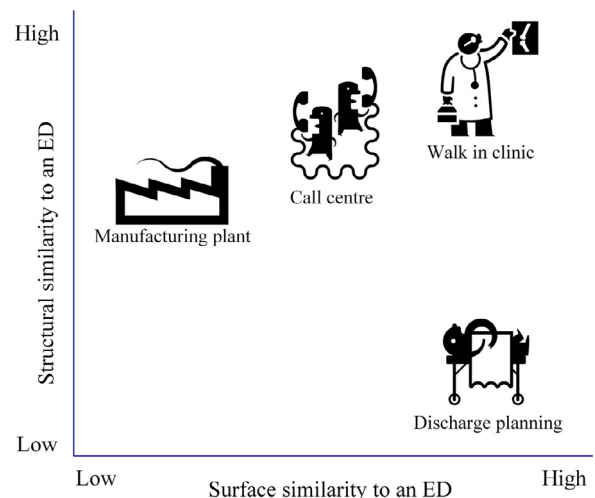 High
Structural similarity to an ED
Walk in clinic
Call centre
Manufacturing plant
Discharge planning
Low
Low
Surface similarity to an ED
High